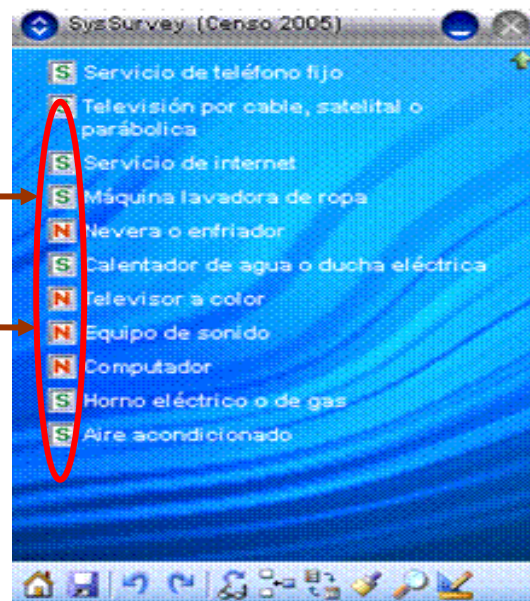 SysSurvey (Censo 2005)
S Servicio de teléfono fijo
Televisión por cable, satelital o
parábolica
S Servicio de internet
S Máquina lavadora de ropa
N Nevera o enfriador
S Calentador de agua o ducha eléctrica
N Televisor a color
N Equipo de sonido
N Computador
S Horno eléctrico o de gas
S Aire acondicionado